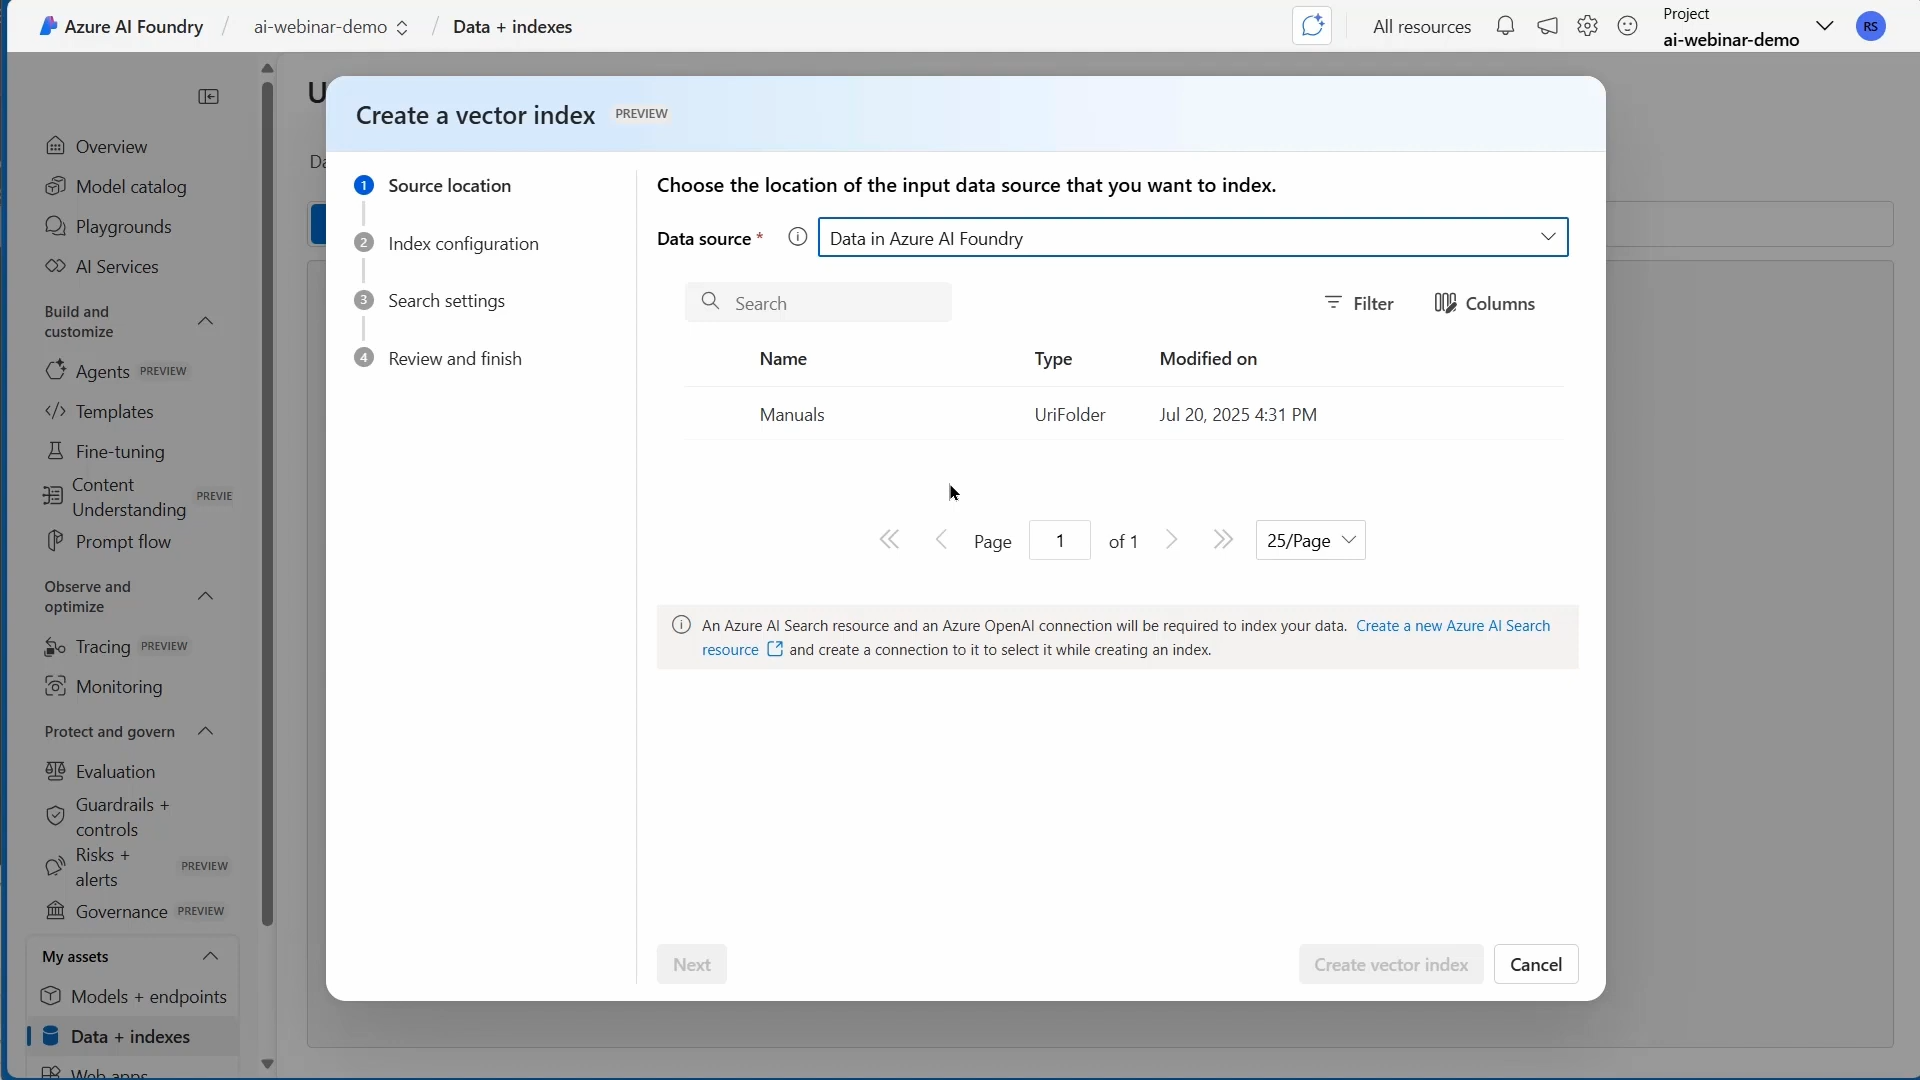 Azure AI Foundry / ai-webinar-demo / Data + indexes
All resources
Project
ai-webinar-demo
RS
Overview
Model catalog
Playgrounds
AI Services
Build and
customize
Agents PREVIEW
Templates
Fine-tuning
Content
Understanding PREVIE
Prompt flow
Observe and
optimize
Tracing PREVIEW
Monitoring
Protect and govern
Evaluation
Guardrails +
controls
Risks +
alerts PREVIEW
Governance PREVIEW
My assets
Models + endpoints
Data + indexes
Web apps
U
Da
Create a vector index PREVIEW
1 Source location
2 Index configuration
3 Search settings
4 Review and finish
Choose the location of the input data source that you want to index.
Data source * Data in Azure AI Foundry
Search
Filter
Columns
Name Type Modified on
Manuals UriFolder Jul 20, 2025 4:31 PM
Page 1 of 1 25/Page
An Azure AI Search resource and an Azure OpenAI connection will be required to index your data. Create a new Azure AI Search
resource and create a connection to it to select it while creating an index.
Next
Create vector index
Cancel